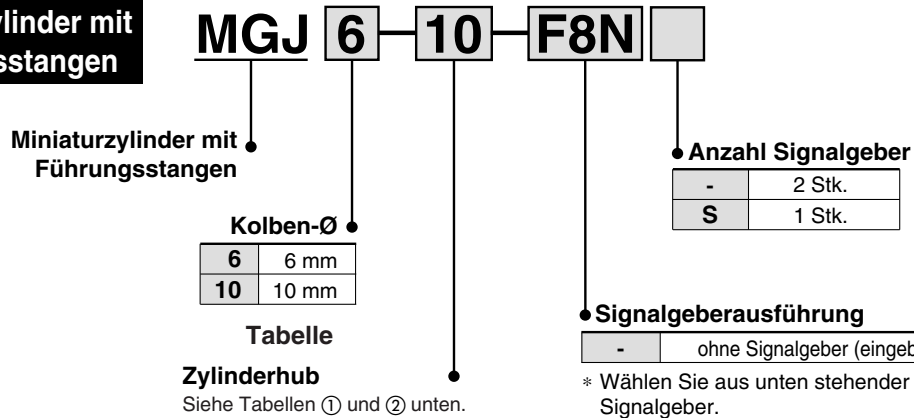 ylinder mit
sstangen
MGJ 6 10 F8N
Miniaturzylinder mit
Führungsstangen
Anzahl Signalgeber
- 2 Stk.
S 1 Stk.
Kolben-Ø
6 6 mm
10 10 mm
Tabelle
Zylinderhub
Siehe Tabellen ① und ② unten.
Signalgeberausführung
- ohne Signalgeber (eingeb
* Wählen Sie aus unten stehender
Signalgeber.